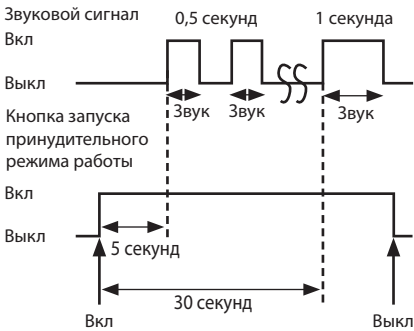 Звуковой сигнал
0,5 секунд
1 секунда
Вкл
Выкл
Звук
Звук
Звук
Кнопка запуска
принудительного
режима работы
Вкл
Выкл
5 секунд
30 секунд
Вкл
Выкл